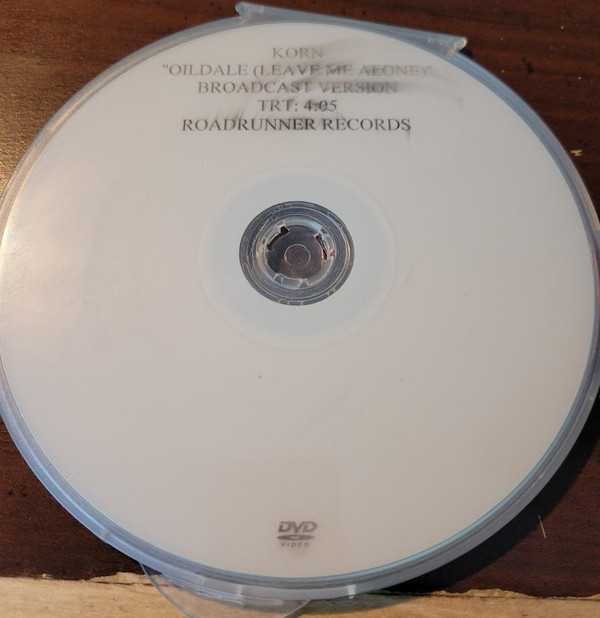 KORN
"OILDALE (LEAVE ME ALONE)"
BROADCAST VERSION
TRT: 4:05
ROADRUNNER RECORDS
DVD
VIDEO